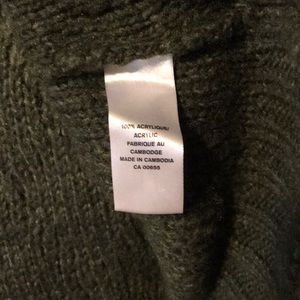 100% ACRYLIQUE/
ACRYLIC
FABRIQUE AU
CAMBODGE
MADE IN CAMBODIA
CA 00655